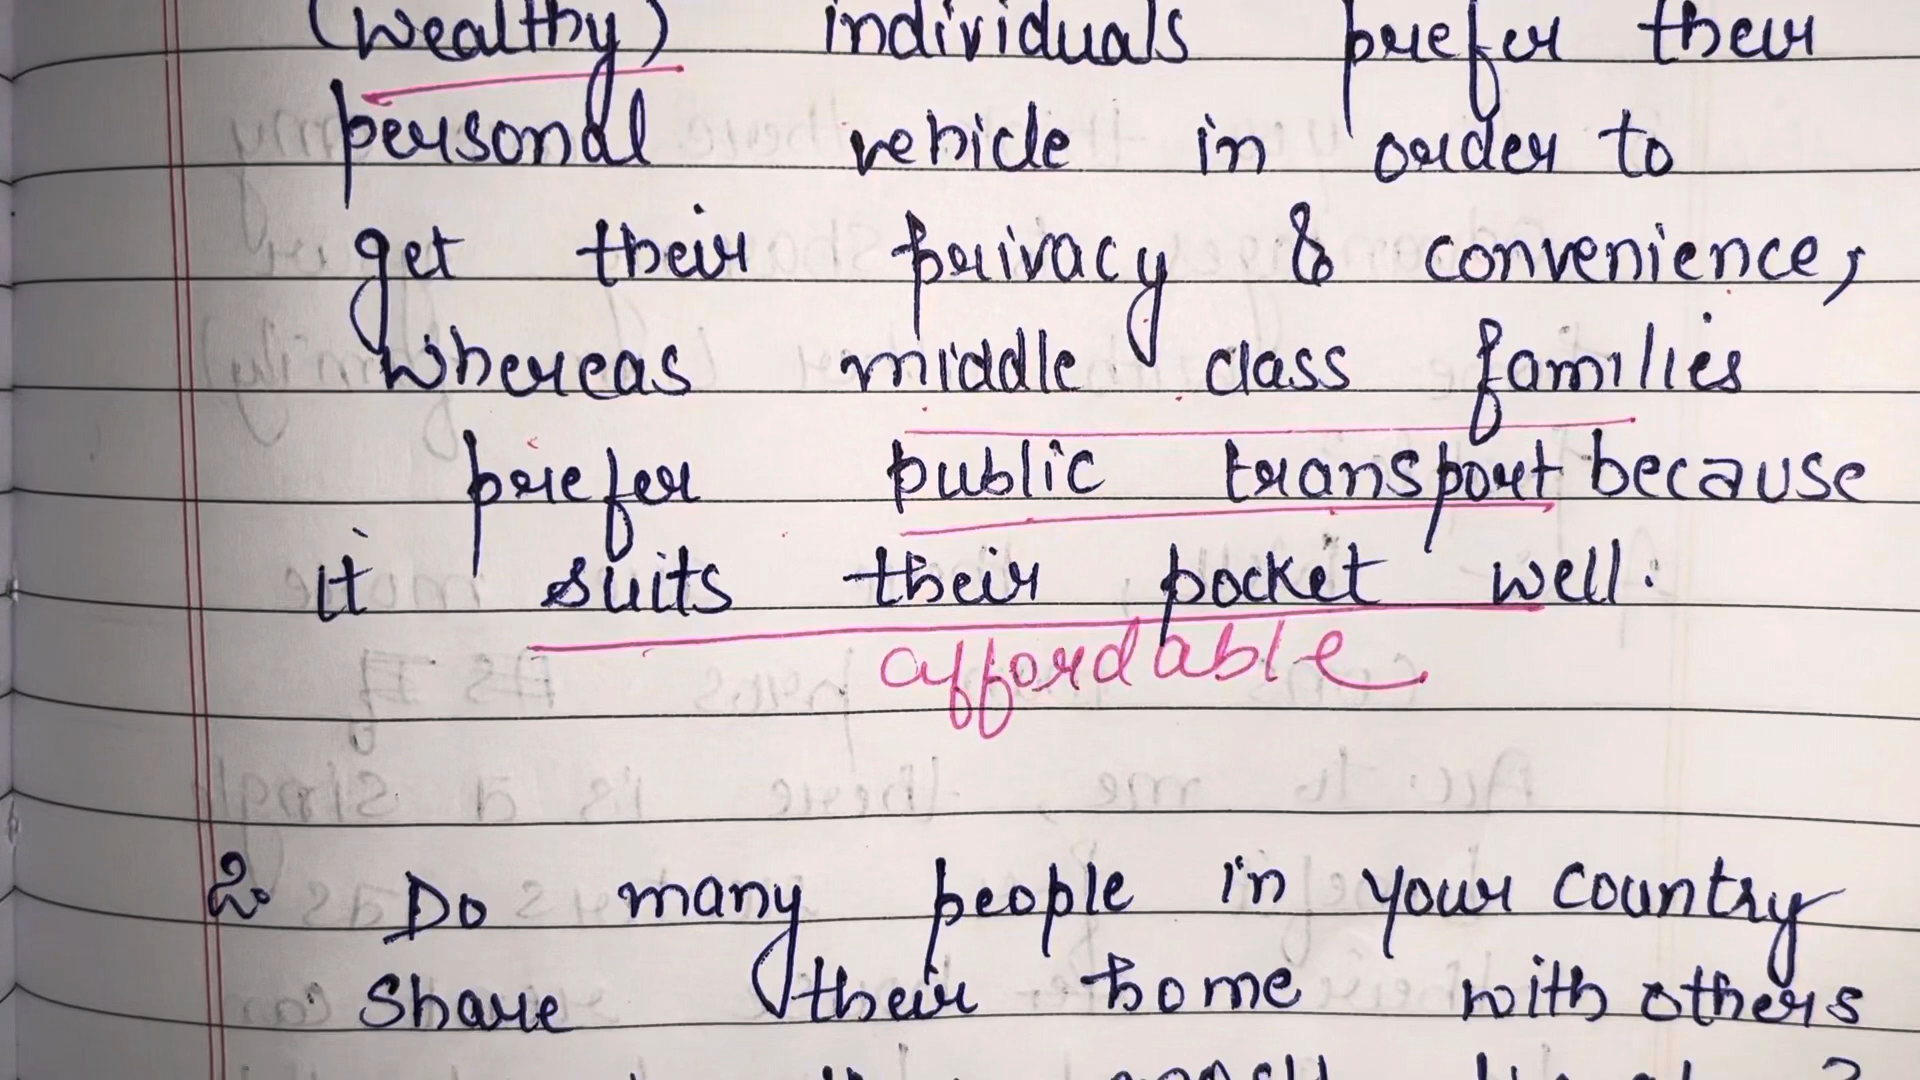 (wealthy) individuals prefer their
personal vehicle in order to
get their privacy & convenience,
whereas middle class families
prefer public transport because
it suits their pocket well.
affordable
2. Do many people in your country
share their home with others